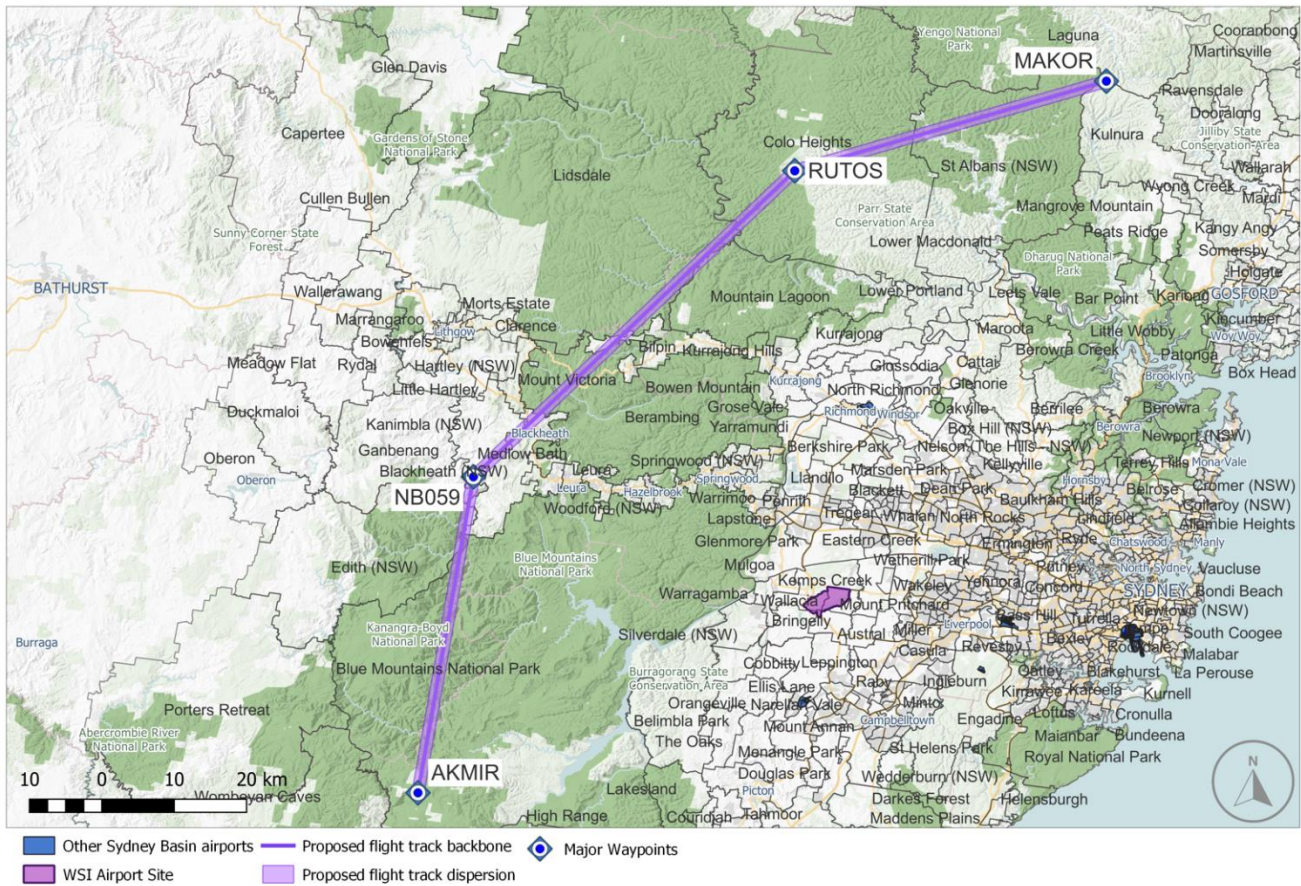 Laguna
Cooranbong
Yengo National
Park
Martinsville
MAKOR
Glen Davis
Ravensdale
Dooralong
Jilliby State
Conservation Area
Capertee
Gardens of Stone
National Park
Kulnura
Colo Heights
Lidsdale
RUTOS
St Albans (NSW)
Wallarah
Wyong Creek
Mardi
Cullen Bullen
Mangrove Mountain
Parr State
Conservation Area
Peats Ridge
Kangy Angy
Sunny Corner State
Forest
Lower Macdonald
Somersby
Dharug National
Park
Holgate
BATHURST
Wallerawang
Mountain Lagoon
Lower Portland
Leets Vale
Bar Point
Kariong
GOSFORD
Morts Estate
Marrangaroo
Clarence
Kincumber
Lithgow
Bowenfels
Kurrajong
Maroota
Little Wobby
Woy Woy
Bilpin
Kurrajong Hills
Meadow Flat
Rydal
Hartley (NSW)
Berowra Creek
Patonga
Glossodia
Cattai
Mount Victoria
Kurrajong
Brooklyn
Box Head
Little Hartley
Bowen Mountain
North Richmond
Glenorie
Duckmaloi
Grose Vale
Oakville
Berrilee
Berowra
Richmond
Windsor
Kanimbla (NSW)
Berambing
Yarramundi
Box Hill (NSW)
Berowra
Blackheath
Newport (NSW)
Oberon
Ganbenang
Medlow Bath
Berkshire Park
Nelson
The Hills (NSW)
Springwood (NSW)
Kellyville
Terrey Hills
Mona Vale
Blackheath (NSW)
Leura
Marsden Park
Oberon
Llandilo
Hornsby
Leura
Hazelbrook
Springwood
Blackett
Dean Park
Belrose
Cromer (NSW)
NB059
Warrimoo
Penrith
Baulkham Hills
Woodford (NSW)
Collaroy (NSW)
Lapstone
Tregear
Whalan
North Rocks
Lindfield
Allambie Heights
Glenmore Park
Eastern Creek
Ermington
Ryde
Chatswood
Manly
Blue Mountains
National Park
Wetherill Park
Edith (NSW)
Mulgoa
Putney
North Sydney
Vaucluse
Kemps Creek
Yennora
Warragamba
Wakeley
Concord
SYDNEY
Bondi Beach
Wallacia
Mount Pritchard
Newtown (NSW)
Kanangra-Boyd
National Park
Bringelly
Bass Hill
Turrella
Burraga
Silverdale (NSW)
Austral
Miller
Liverpool
South Coogee
Revesby
Bexley
Rockdale
Casula
Malabar
Blue Mountains National Park
Cobbitty
Leppington
Burragorang State
Conservation Area
Oatley
Blakehurst
La Perouse
Ellis Lane
Raby
Ingleburn
Kirrawee
Kareela
Kurnell
Porters Retreat
Orangeville
Narellan Vale
Minto
Loftus
Cronulla
Belimbla Park
Mount Annan
Campbelltown
Engadine
Abercrombie River
National Park
Maianbar
Bundeena
The Oaks
Menangle Park
St Helens Park
Royal National Park
10 0 10 20 km
AKMIR
Douglas Park
Wedderburn (NSW)
Wombeyan Caves
Lakesland
Picton
Darkes Forest
Helensburgh
High Range
Couridjah
Tahmoor
Maddens Plains
N
Other Sydney Basin airports
Proposed flight track backbone
Major Waypoints
WSI Airport Site
Proposed flight track dispersion